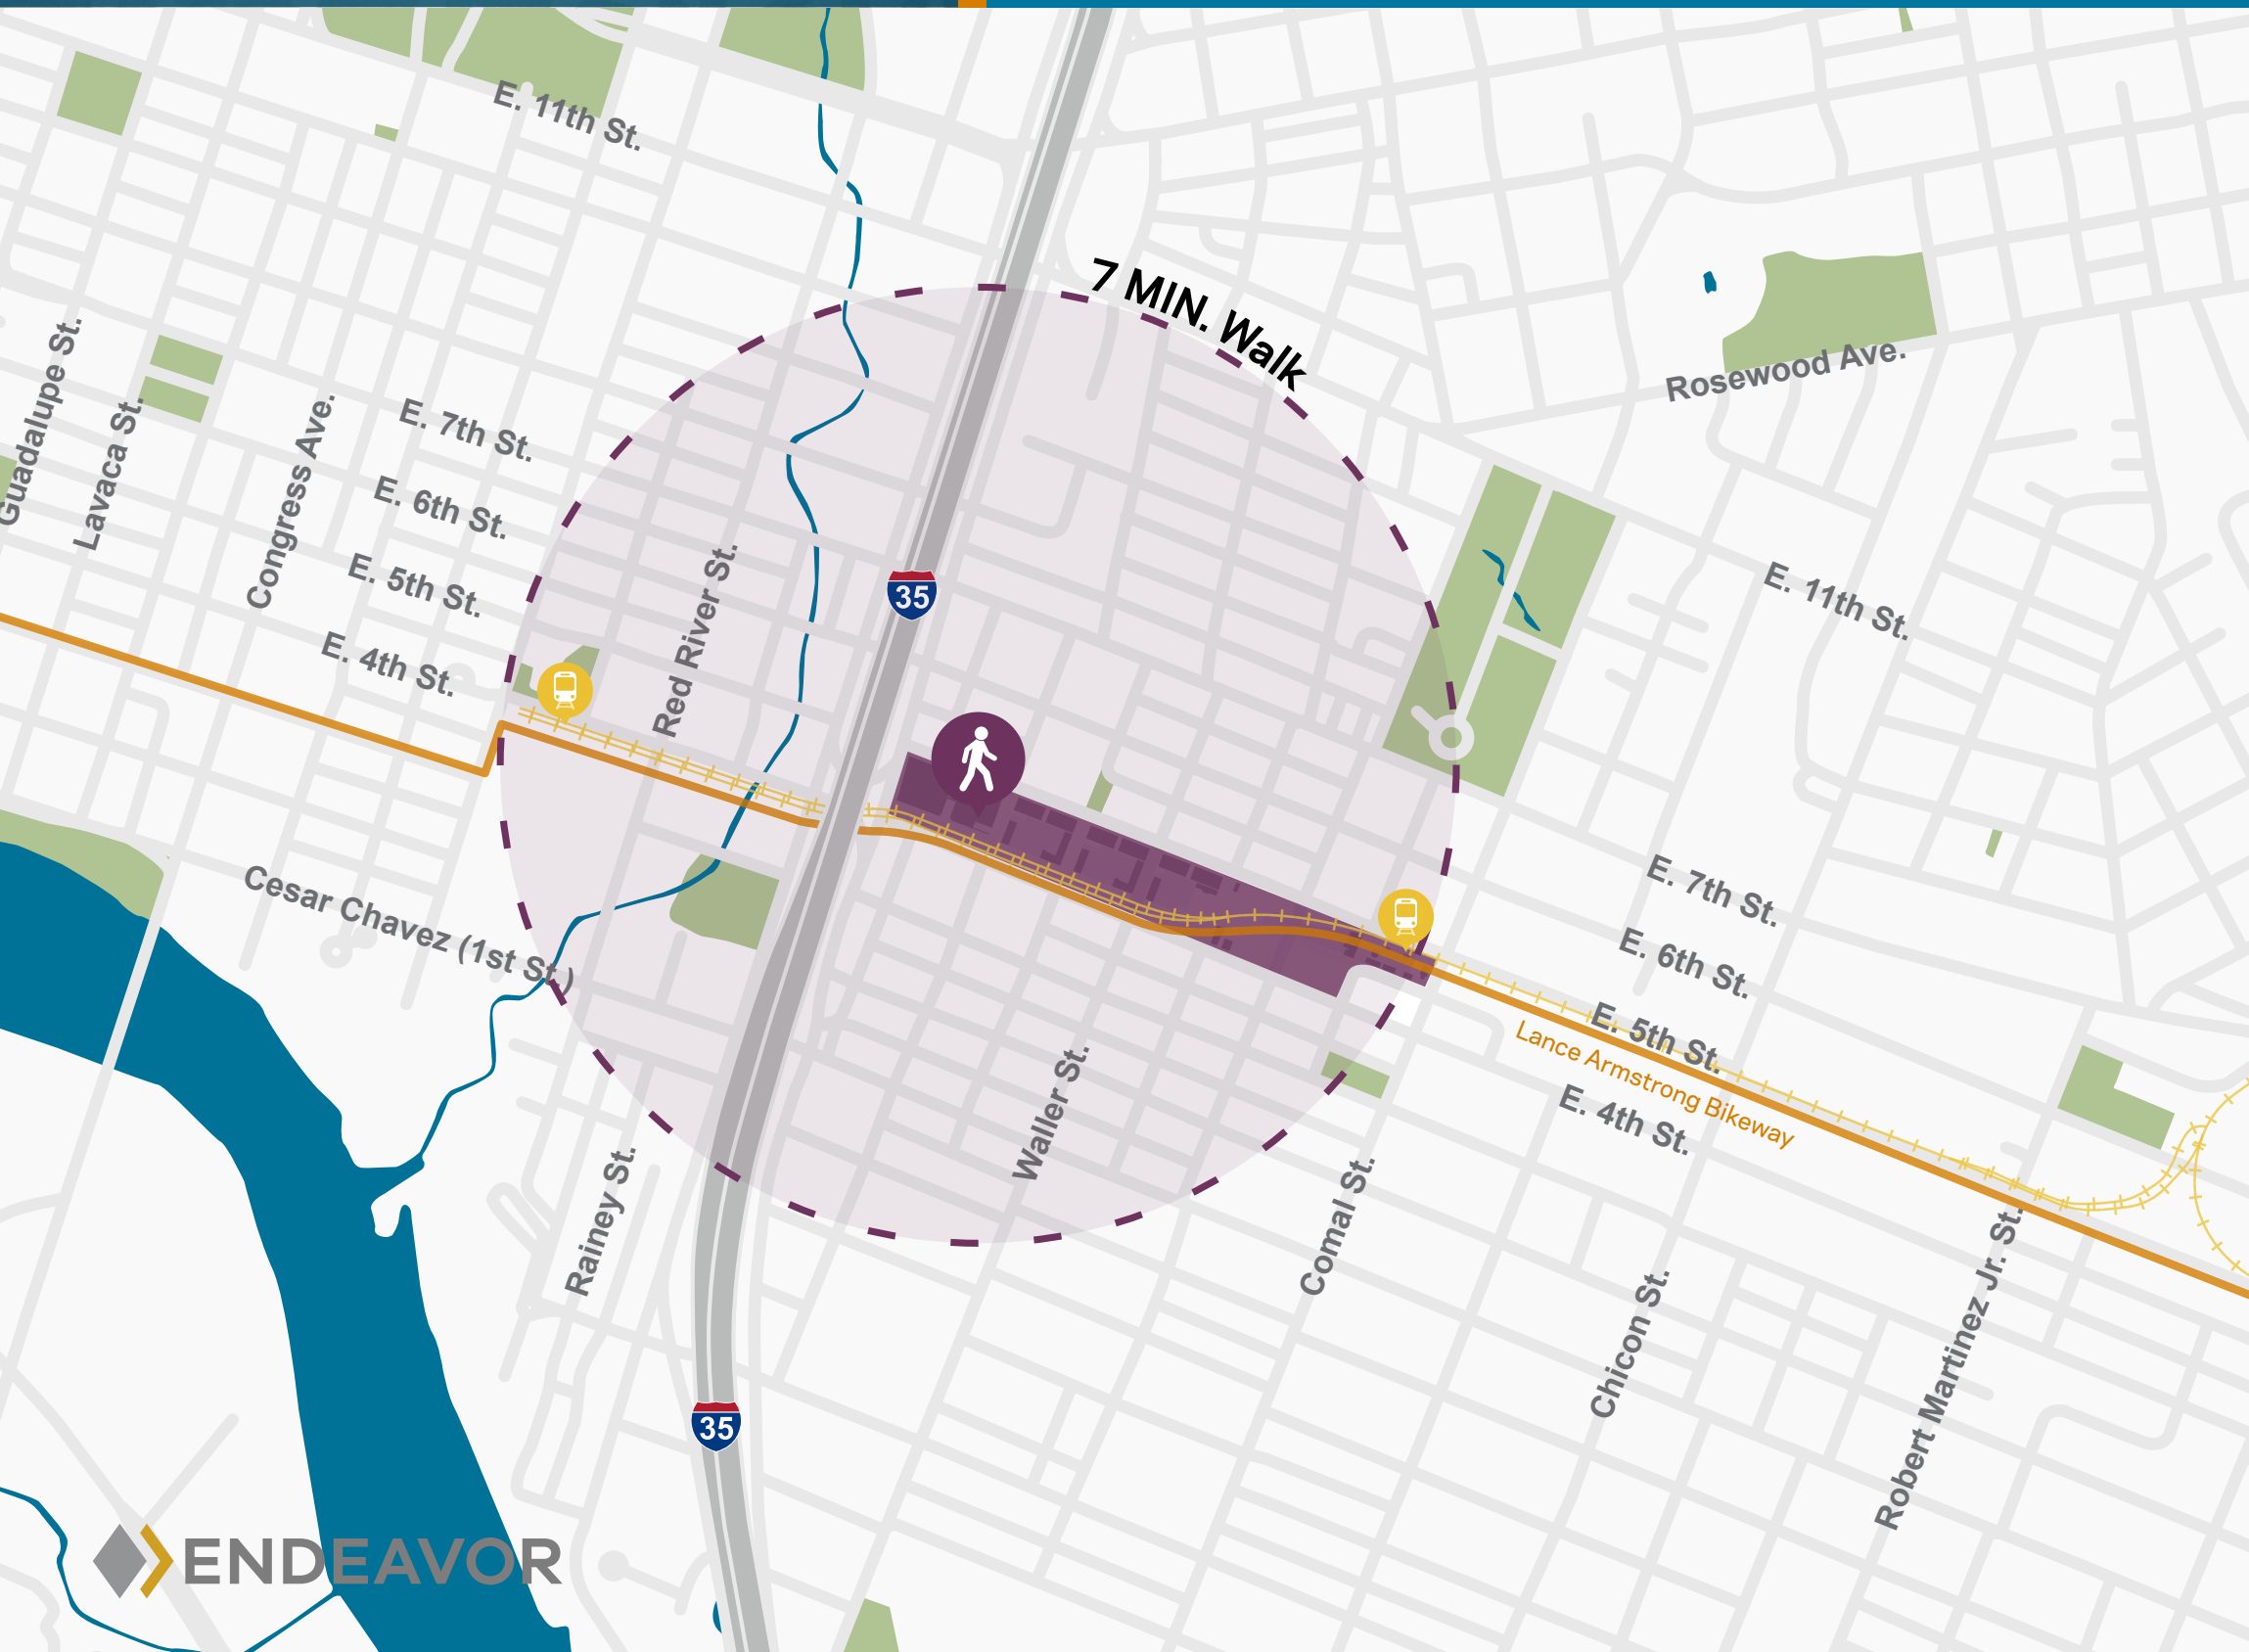 E. 11th St.
7 MIN. Walk
Rosewood Ave.
Guadalupe St.
Lavaca St.
Congress Ave.
E. 7th St.
E. 6th St.
E. 5th St.
E. 4th St.
Red River St.
35
E. 11th St.
Cesar Chavez (1st St.)
E. 7th St.
E. 6th St.
E. 5th St.
Lance Armstrong Bikeway
E. 4th St.
Waller St.
Rainey St.
Comal St.
Chicon St.
Robert Martinez Jr. St.
35
ENDEAVOR